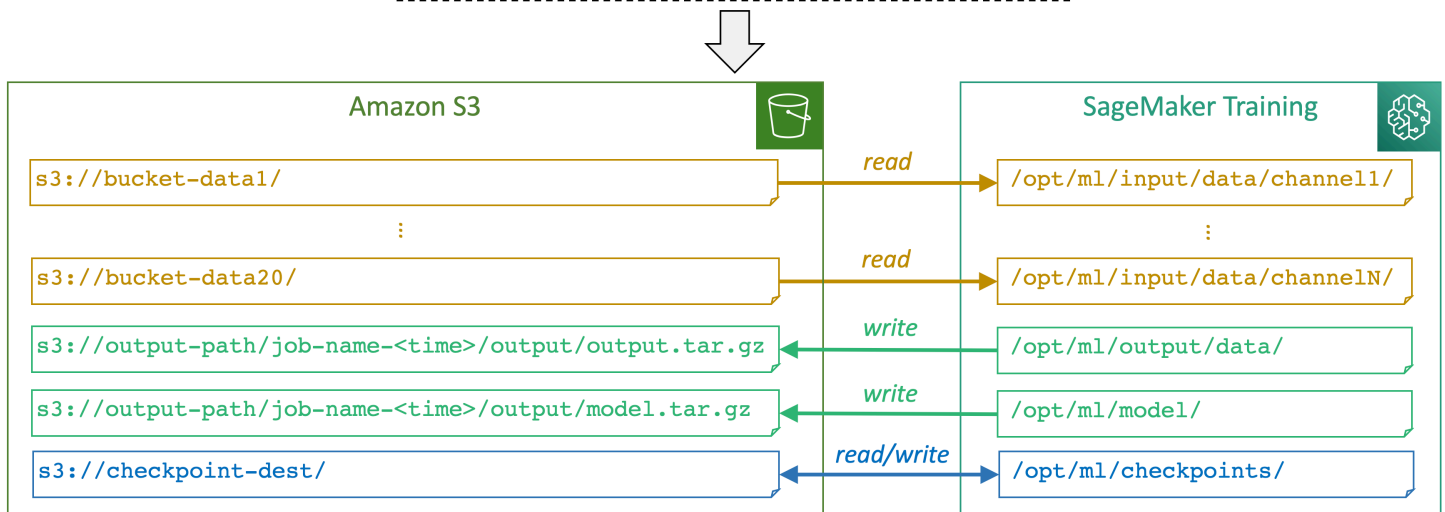 Amazon S3
SageMaker Training
s3://bucket-data1/
read
/opt/ml/input/data/channel1/
⋮
⋮
s3://bucket-data20/
read
/opt/ml/input/data/channelN/
s3://output-path/job-name-<time>/output/output.tar.gz
write
/opt/ml/output/data/
s3://output-path/job-name-<time>/output/model.tar.gz
write
/opt/ml/model/
s3://checkpoint-dest/
read/write
/opt/ml/checkpoints/